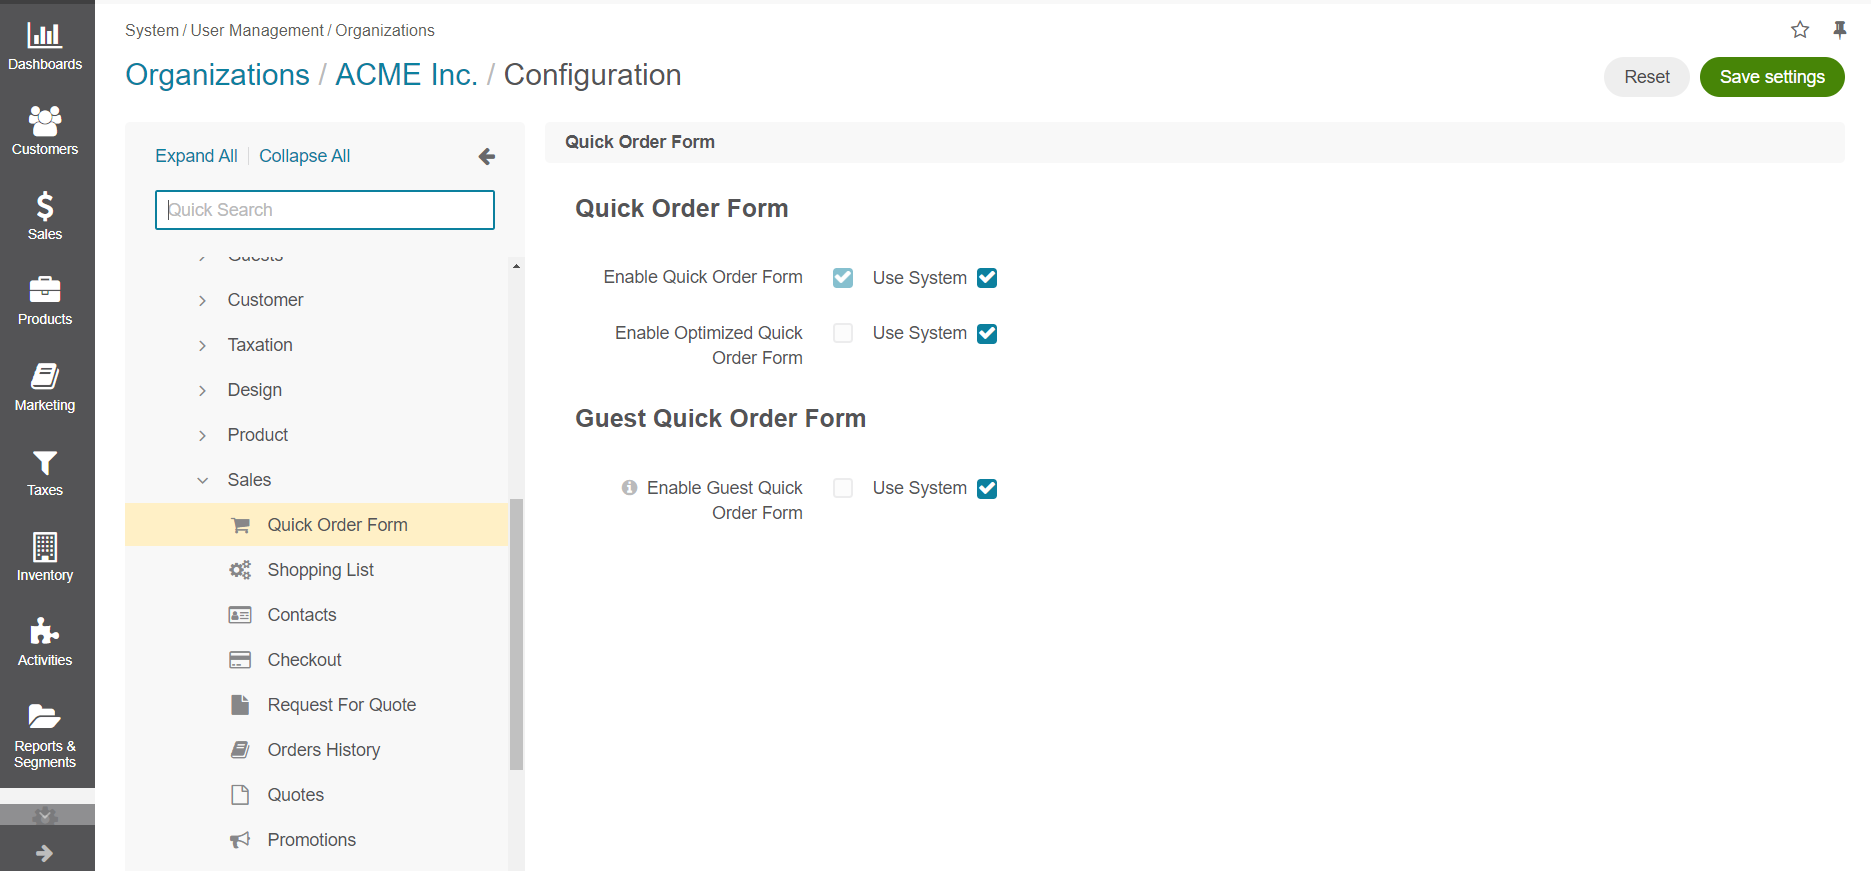 Dashboards
Customers
Sales
Products
Marketing
Taxes
Inventory
Activities
Reports &
Segments
System / User Management / Organizations
Organizations / ACME Inc. / Configuration
Reset
Save settings
Expand All
Collapse All
Quick Search
Guests
Customer
Taxation
Design
Product
Sales
Quick Order Form
Shopping List
Contacts
Checkout
Request For Quote
Orders History
Quotes
Promotions
Quick Order Form
Quick Order Form
Enable Quick Order Form
Use System
Enable Optimized Quick
Order Form
Use System
Guest Quick Order Form
Enable Guest Quick
Order Form
Use System